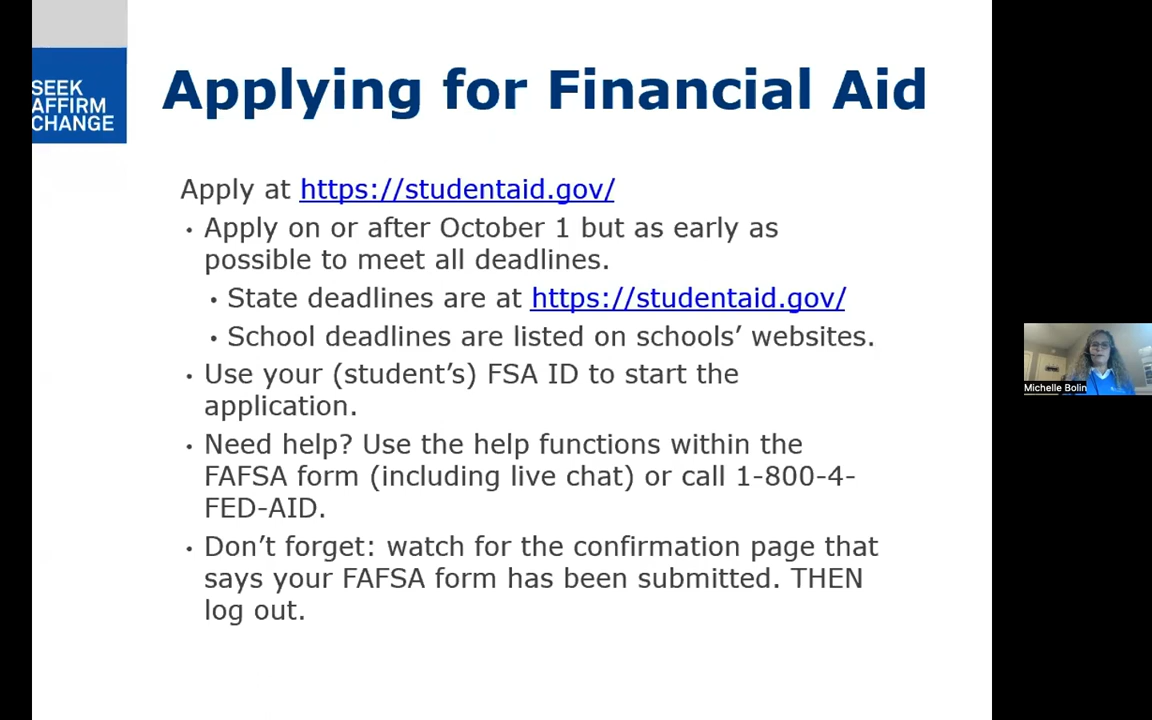 SEEK
AFFIRM
CHANGE
Applying for Financial Aid
Apply at https://studentaid.gov/
• Apply on or after October 1 but as early as
possible to meet all deadlines.
• State deadlines are at https://studentaid.gov/
• School deadlines are listed on schools’ websites.
• Use your (student’s) FSA ID to start the
application.
• Need help? Use the help functions within the
FAFSA form (including live chat) or call 1-800-4-
FED-AID.
• Don’t forget: watch for the confirmation page that
says your FAFSA form has been submitted. THEN
log out.
Michelle Bolin